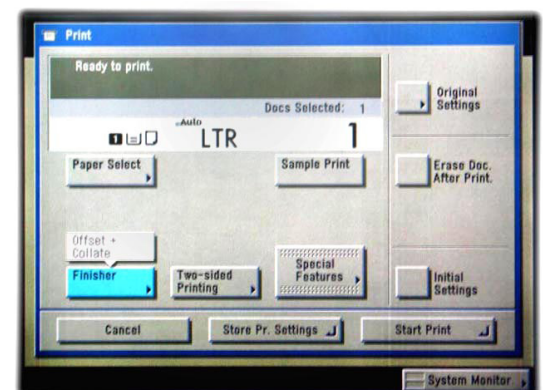 Print
Ready to print.
Docs Selected: 1
1
Auto
LTR
1
Original
Settings
Paper Select
Sample Print
Erase Doc.
After Print.
Offset +
Collate
Finisher
Two-sided
Printing
Special
Features
Initial
Settings
Cancel
Store Pr. Settings
Start Print
System Monitor